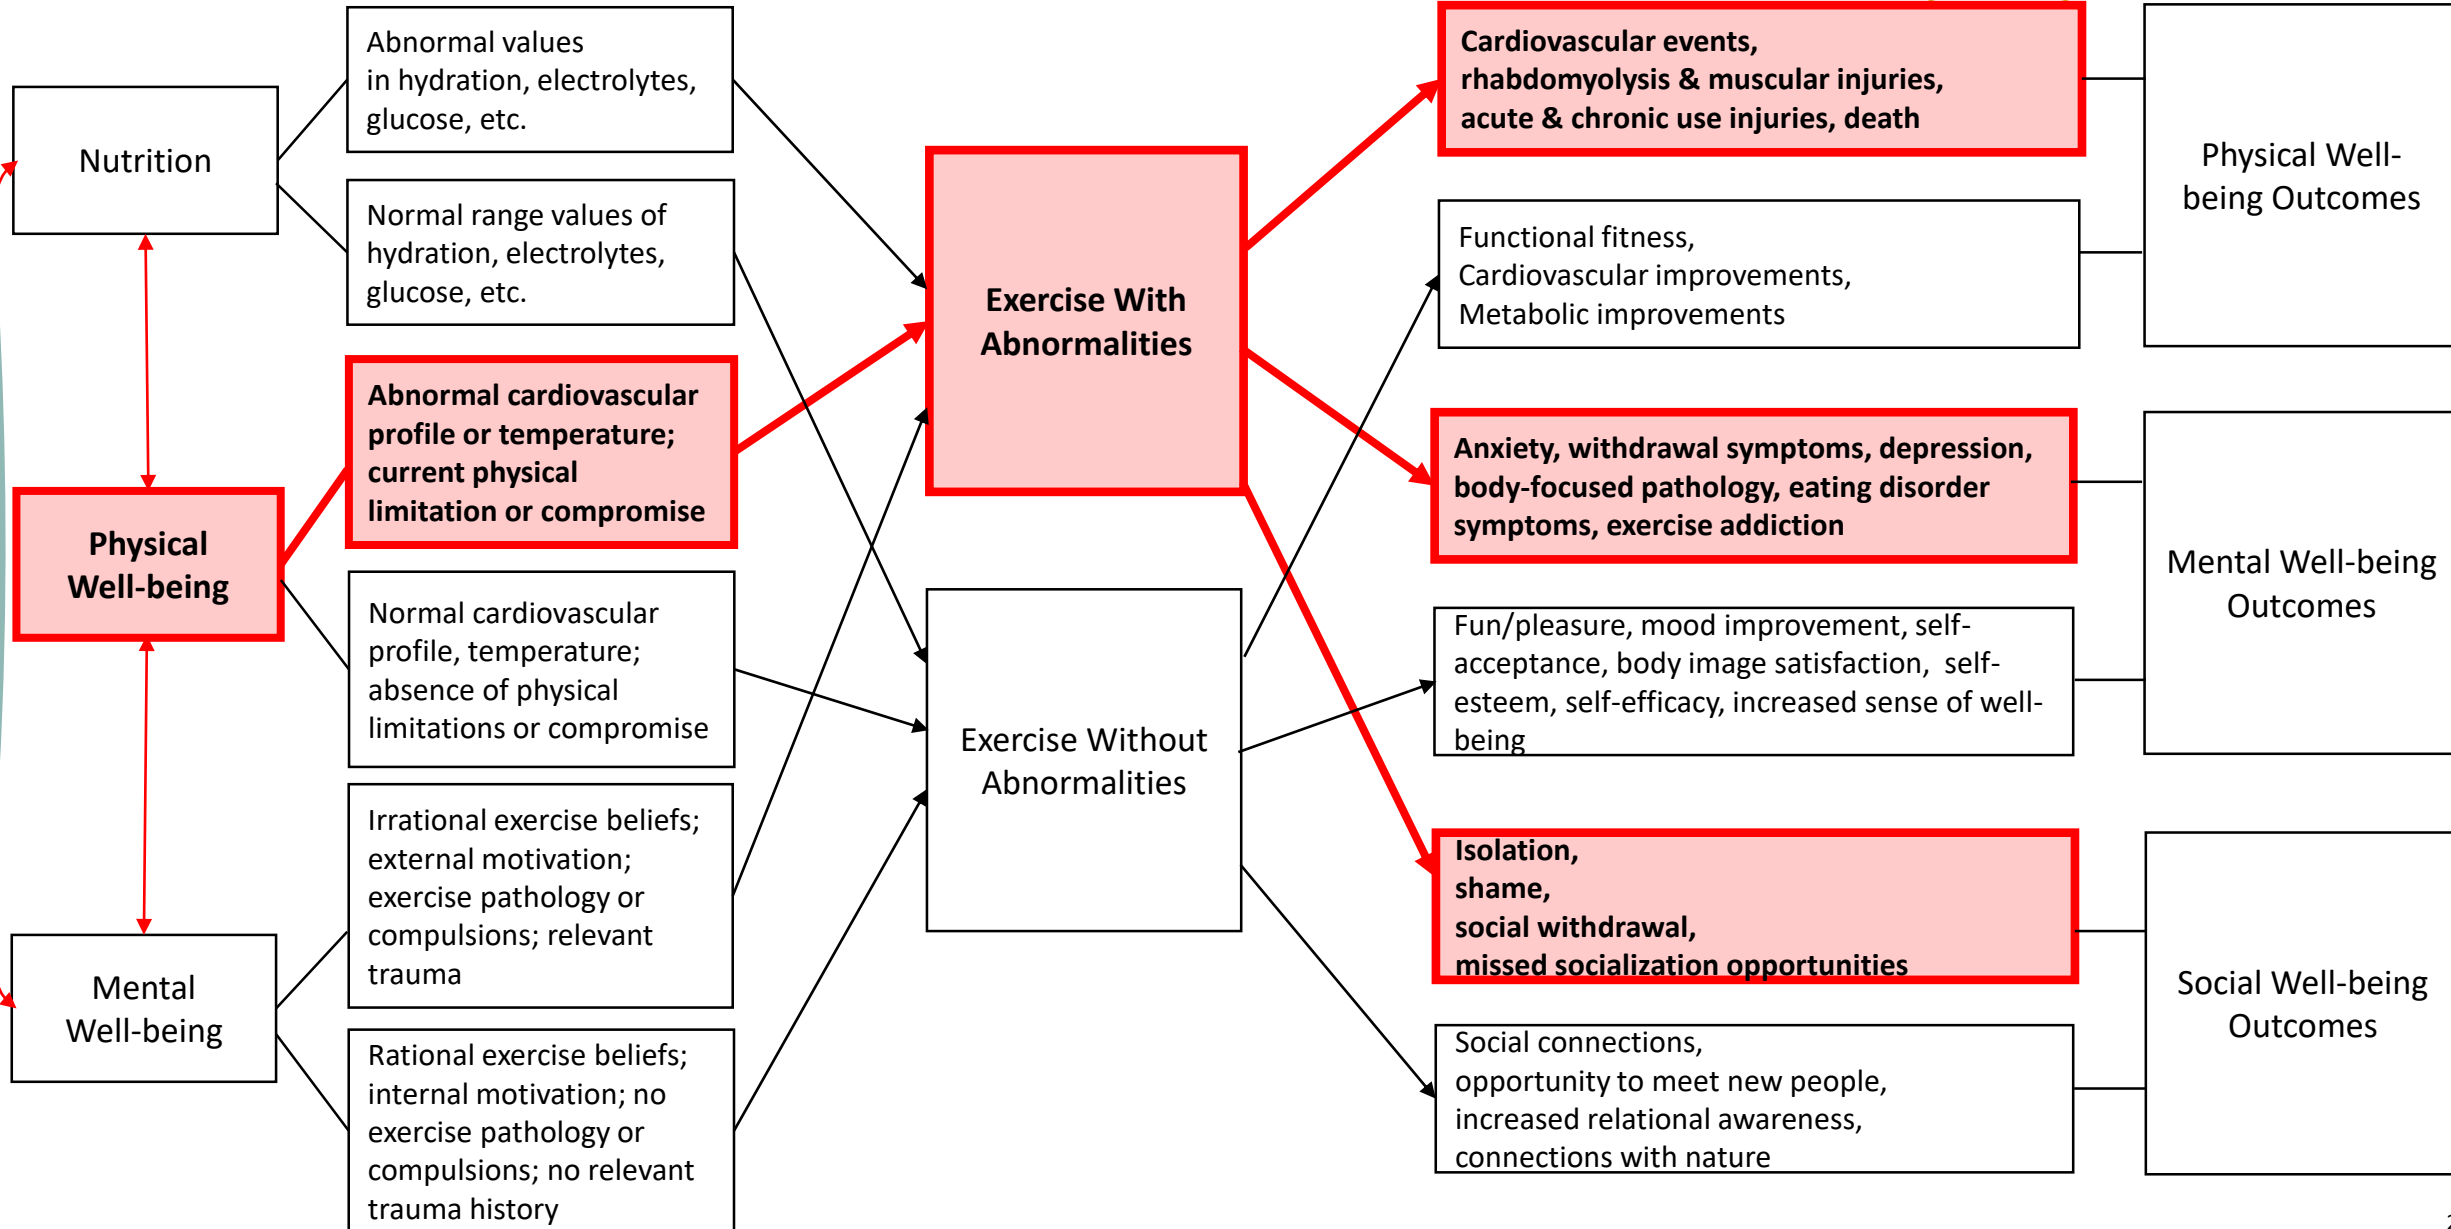 Nutrition
Physical
Well-being
Mental
Well-being
Abnormal values
in hydration, electrolytes,
glucose, etc.
Normal range values of
hydration, electrolytes,
glucose, etc.
Abnormal cardiovascular
profile or temperature;
current physical
limitation or compromise
Normal cardiovascular
profile, temperature;
absence of physical
limitations or compromise
Irrational exercise beliefs;
external motivation;
exercise pathology or
compulsions; relevant
trauma
Rational exercise beliefs;
internal motivation; no
exercise pathology or
compulsions; no relevant
trauma history
Exercise With
Abnormalities
Exercise Without
Abnormalities
Cardiovascular events,
rhabdomyolysis & muscular injuries,
acute & chronic use injuries, death
Functional fitness,
Cardiovascular improvements,
Metabolic improvements
Anxiety, withdrawal symptoms, depression,
body-focused pathology, eating disorder
symptoms, exercise addiction
Fun/pleasure, mood improvement, self-
acceptance, body image satisfaction, self-
esteem, self-efficacy, increased sense of well-
being
Isolation,
shame,
social withdrawal,
missed socialization opportunities
Social connections,
opportunity to meet new people,
increased relational awareness,
connections with nature
Physical Well-
being Outcomes
Mental Well-being
Outcomes
Social Well-being
Outcomes